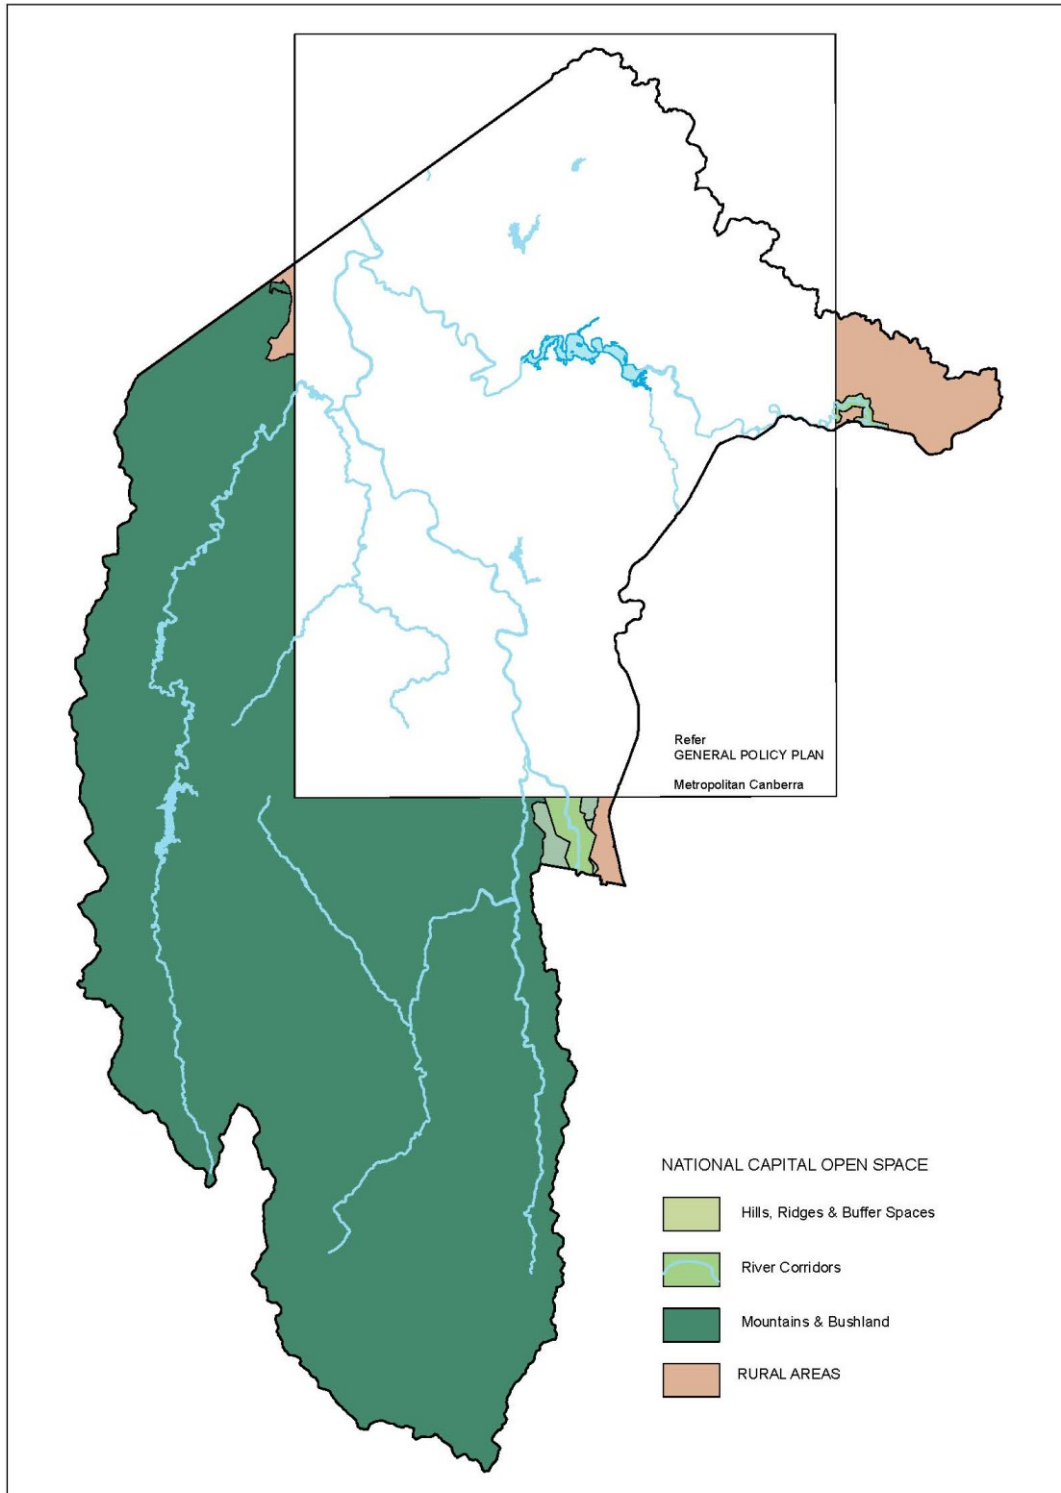 Refer
GENERAL POLICY PLAN
Metropolitan Canberra
NATIONAL CAPITAL OPEN SPACE
Hills, Ridges & Buffer Spaces
River Corridors
Mountains & Bushland
RURAL AREAS